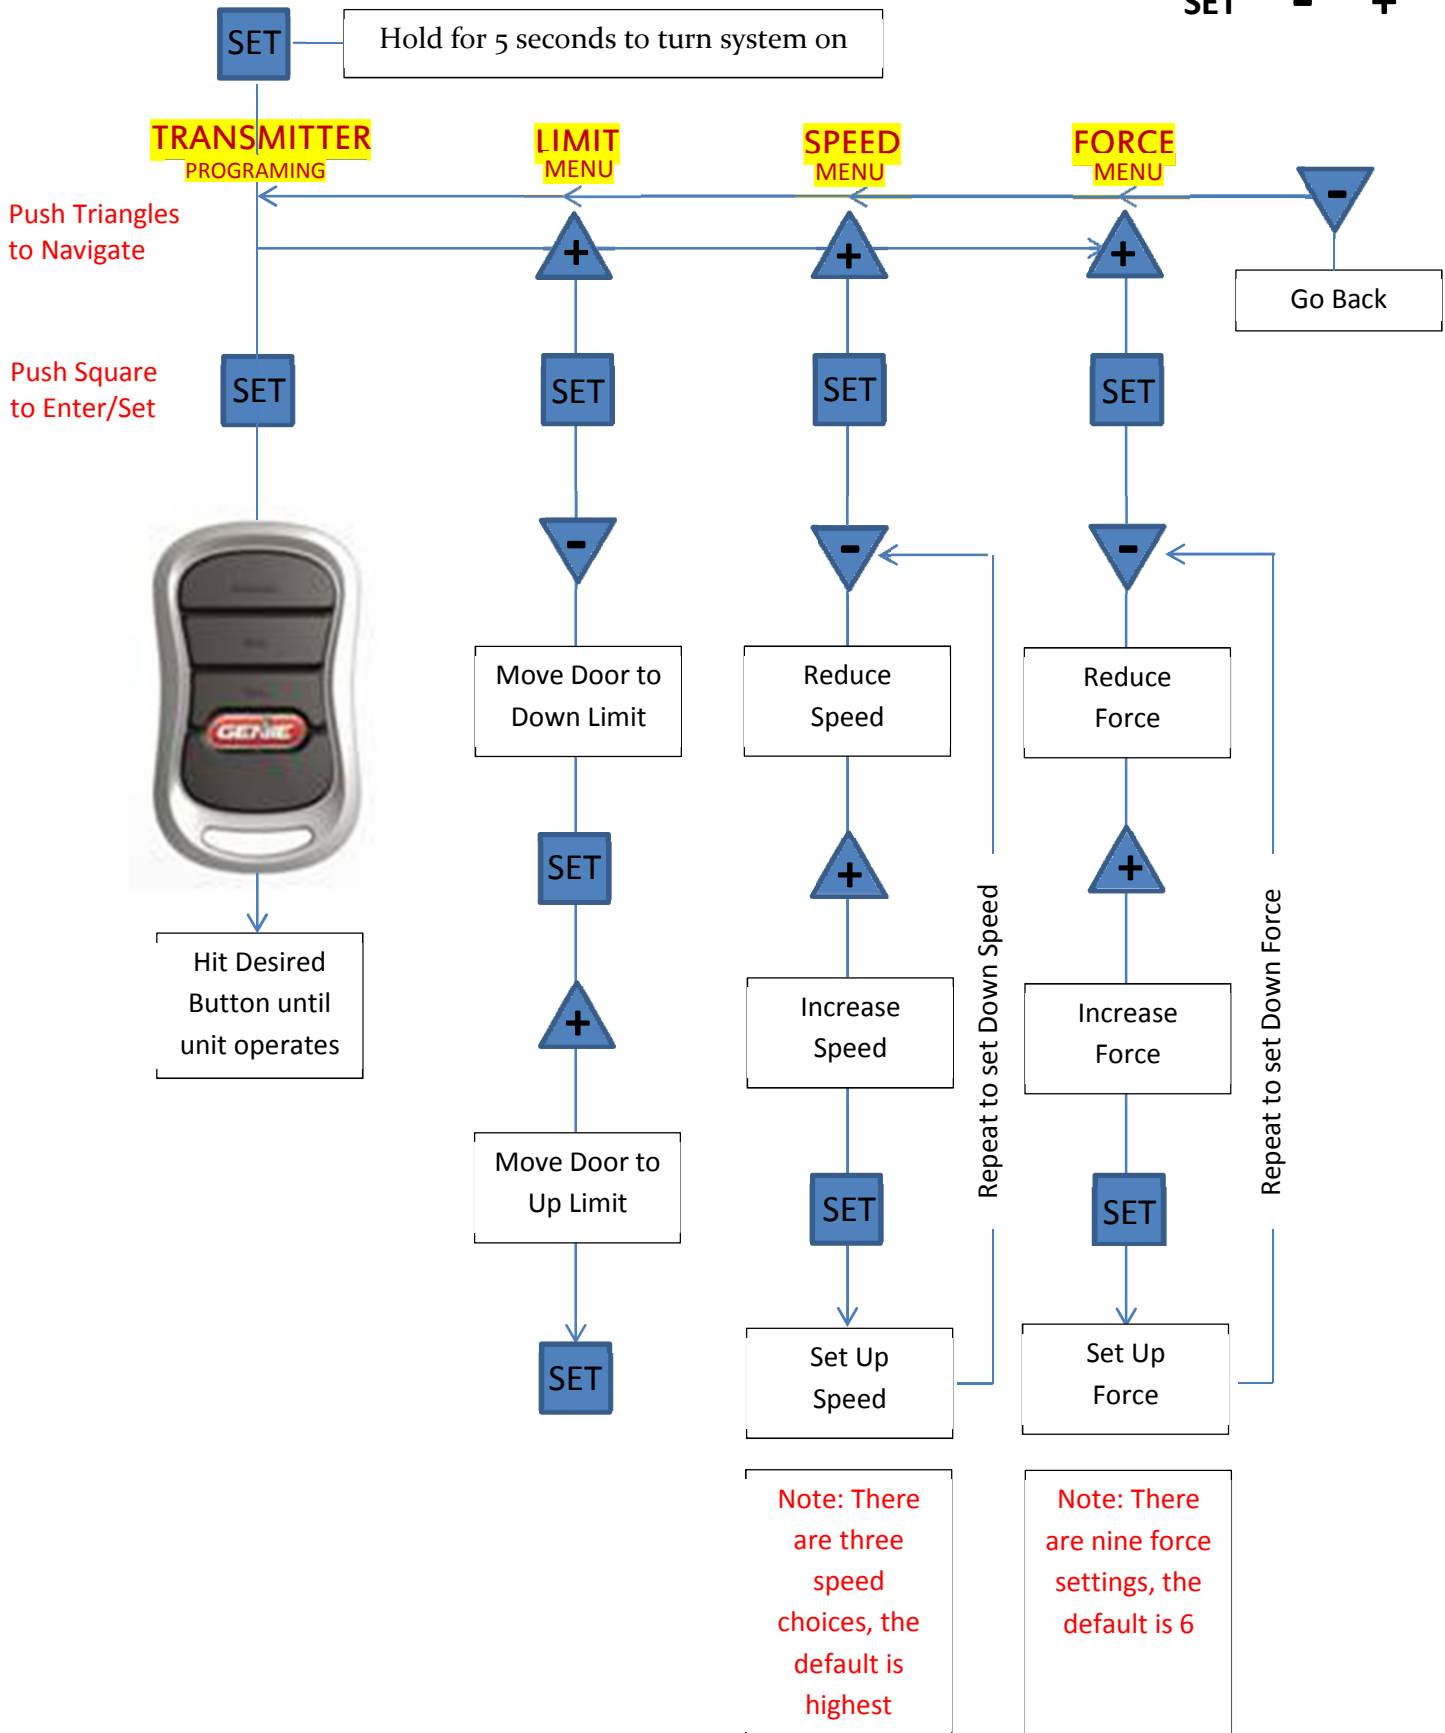 SET - +
SET
Hold for 5 seconds to turn system on
TRANSMITTER
PROGRAMING
LIMIT
MENU
SPEED
MENU
FORCE
MENU
-
Push Triangles
to Navigate
+
+
+
Go Back
Push Square
to Enter/Set
SET
SET
SET
SET
-
-
-
GENIE
Move Door to
Down Limit
Reduce
Speed
Reduce
Force
SET
+
+
Hit Desired
Button until
unit operates
+
Increase
Speed
Increase
Force
Repeat to set Down Speed
Repeat to set Down Force
Move Door to
Up Limit
SET
SET
SET
Set Up
Speed
Set Up
Force
Note: There
are three
speed
choices, the
default is
highest
Note: There
are nine force
settings, the
default is 6